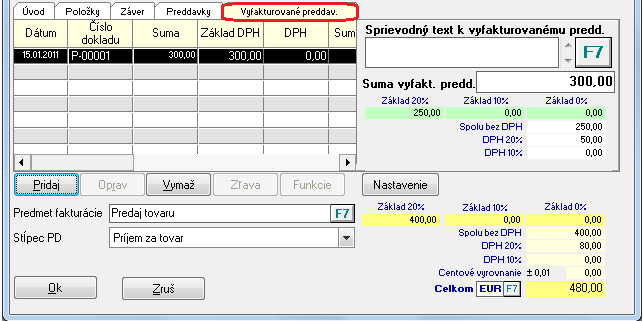 Úvod Položky Záver Preddavky Vyfakturované preddav.
Dátum Číslo dokladu Suma Základ DPH DPH Sum
15.01.2011 P-00001 300,00 300,00 0,00
Sprievodný text k vyfakturovanému predd.
F7
Suma vyfakt. predd. 300,00
Základ 20% Základ 10% Základ 0%
250,00 0,00 0,00
Spolu bez DPH 250,00
DPH 20% 50,00
DPH 10% 0,00
Pridaj Oprav Vymaž Zľava Funkcie Nastavenie
Predmet fakturácie Predaj tovaru F7
Stĺpec PD Príjem za tovar
Základ 20% Základ 10% Základ 0%
400,00 0,00 0,00
Spolu bez DPH 400,00
DPH 20% 80,00
DPH 10% 0,00
Centové vyrovnanie ± 0,01 0,00
Celkom EUR F7 480,00
Ok Zruš